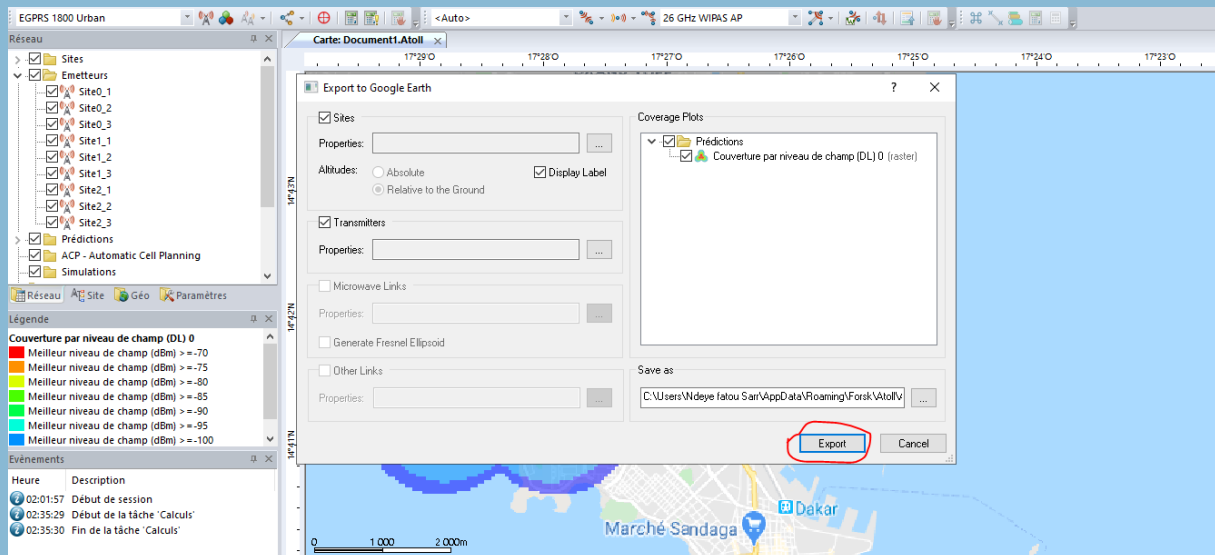 EGPRS 1800 Urban
<Auto>
26 GHz WIPAS AP
Réseau
Sites
Emetteurs
Site0_1
Site0_2
Site0_3
Site1_1
Site1_2
Site1_3
Site2_1
Site2_2
Site2_3
Prédictions
ACP - Automatic Cell Planning
Simulations
Réseau Site Géo Paramètres
Légende
Couverture par niveau de champ (DL) 0
Meilleur niveau de champ (dBm) >=-70
Meilleur niveau de champ (dBm) >=-75
Meilleur niveau de champ (dBm) >=-80
Meilleur niveau de champ (dBm) >=-85
Meilleur niveau de champ (dBm) >=-90
Meilleur niveau de champ (dBm) >=-95
Meilleur niveau de champ (dBm) >=-100
Evènements
Heure Description
02:01:57 Début de session
02:35:29 Début de la tâche 'Calculs'
02:35:30 Fin de la tâche 'Calculs'
Carte: Document1.Atoll
17°29'O 17°28'O 17°27'O 17°26'O 17°25'O 17°24'O 17°23'O
14°43'N
14°42'N
14°41'N
Export to Google Earth
? 
Sites
Properties: ...
Altitudes: Absolute Display Label
Relative to the Ground
Transmitters
Properties: ...
Microwave Links
Properties: ...
Generate Fresnel Ellipsoid
Other Links
Properties: ...
Coverage Plots
Prédictions
Couverture par niveau de champ (DL) 0 (raster)
Save as
C:\Users\Ndeye fatou Sarr\AppData\Roaming\Forsk\Atoll\ ...
Export Cancel
Dakar
Marché Sandaga
0 1 000 2 000m